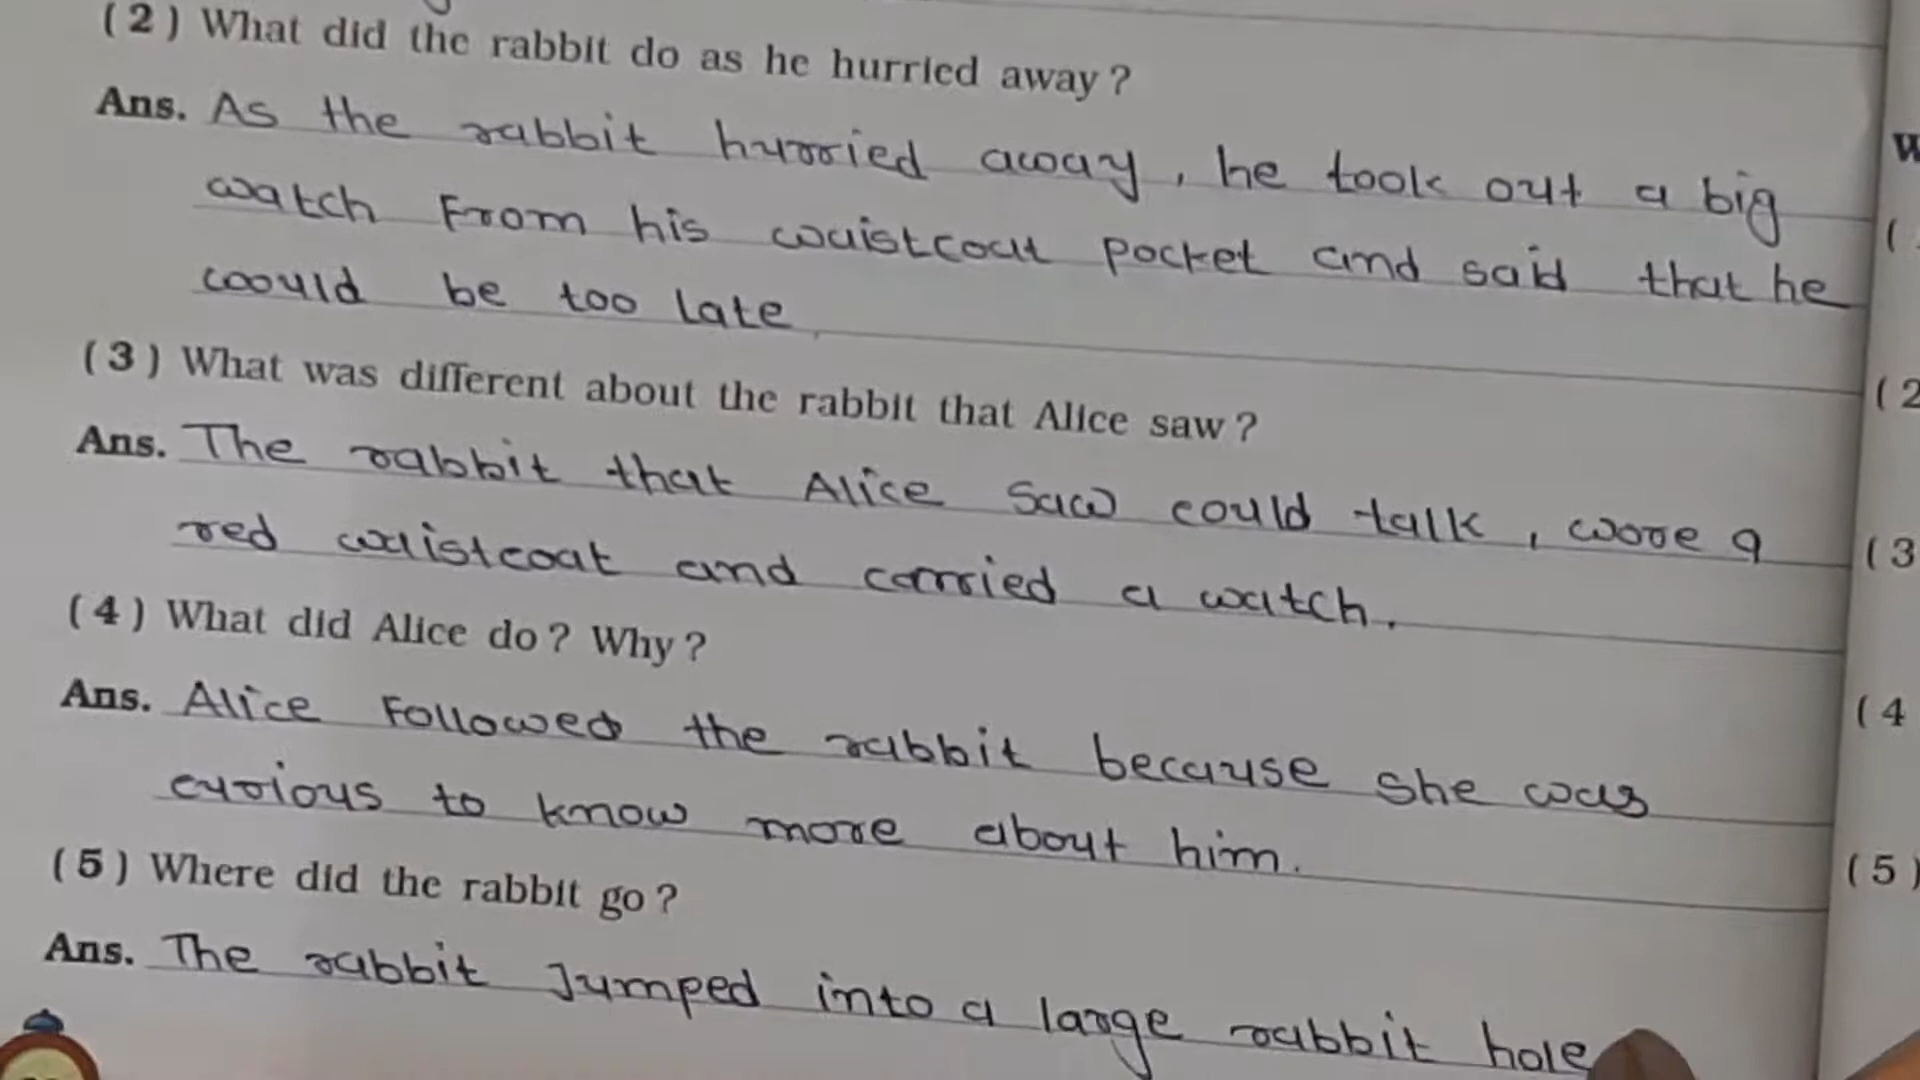 (2) What did the rabbit do as he hurried away?
Ans. As the rabbit hurried away, he took out a big
watch From his waistcoat pocket and said that he
would be too late
(3) What was different about the rabbit that Alice saw?
Ans. The rabbit that Alice saw could talk, wore a
red waistcoat and carried a watch.
(4) What did Alice do? Why?
Ans. Alice Followed the rabbit because she was
curious to know more about him.
(5) Where did the rabbit go?
Ans. The rabbit Jumped into a large rabbit hole
W
(
(2
(3
(4
(5)